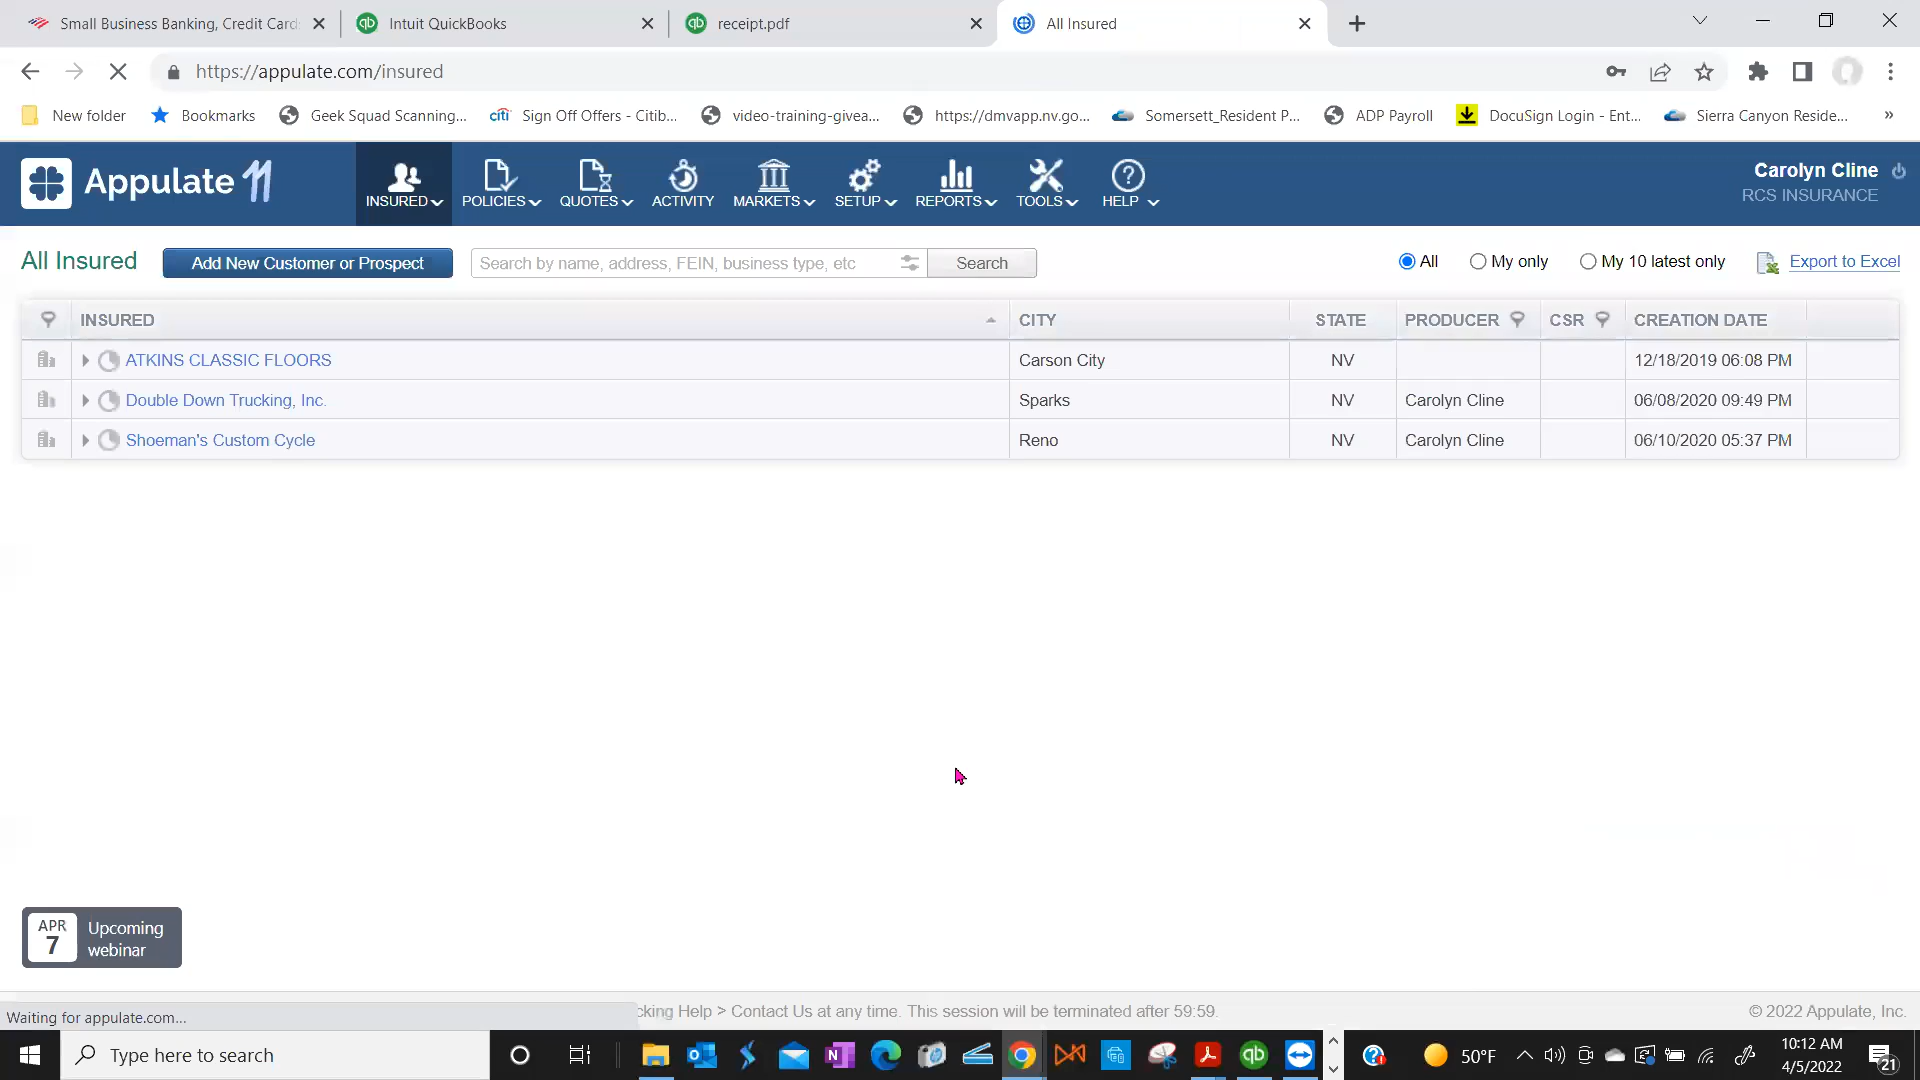 Small Business Banking, Credit Card
Intuit QuickBooks
receipt.pdf
All Insured
https://appulate.com/insured
New folder
Bookmarks
Geek Squad Scanning...
citi Sign Off Offers - Citib...
video-training-givea...
https://dmvapp.nv.go...
Somersett_Resident P...
ADP Payroll
DocuSign Login - Ent...
Sierra Canyon Reside...
»
Appulate 11
INSURED
POLICIES
QUOTES
ACTIVITY
MARKETS
SETUP
REPORTS
TOOLS
HELP
Carolyn Cline
RCS INSURANCE
All Insured
Add New Customer or Prospect
Search by name, address, FEIN, business type, etc
Search
All
My only
My 10 latest only
Export to Excel
INSURED CITY STATE PRODUCER CSR CREATION DATE
ATKINS CLASSIC FLOORS Carson City NV 12/18/2019 06:08 PM
Double Down Trucking, Inc. Sparks NV Carolyn Cline 06/08/2020 09:49 PM
Shoeman's Custom Cycle Reno NV Carolyn Cline 06/10/2020 05:37 PM
APR
7
Upcoming
webinar
Waiting for appulate.com...
cking Help > Contact Us at any time. This session will be terminated after 59:59.
© 2022 Appulate, Inc.
Type here to search
50°F
10:12 AM
4/5/2022
21